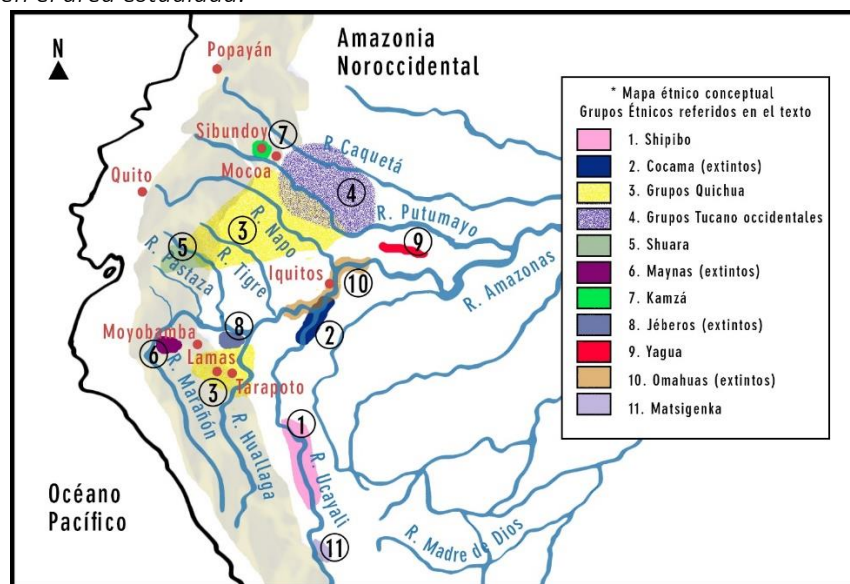 en el área estudiada.
N
Popayán
Amazonia
Noroccidental
Sibundoy
7
R.Caquetá
Mocoa
Quito
4
R. Putumayo
3
R. Napo
9
5
R. Pastaza
R. Tigre
Iquitos
10
R. Amazonas
Moyobamba
8
2
6
Lamas
R. Marañón
3
Tarapoto
R. Huallaga
1
R. Ucayali
Océano
Pacífico
11
R. Madre de Dios
* Mapa étnico conceptual
Grupos Étnicos referidos en el texto
1. Shipibo
2. Cocama (extintos)
3. Grupos Quichua
4. Grupos Tucano occidentales
5. Shuara
6. Maynas (extintos)
7. Kamzá
8. Jéberos (extintos)
9. Yagua
10. Omahuas (extintos)
11. Matsigenka